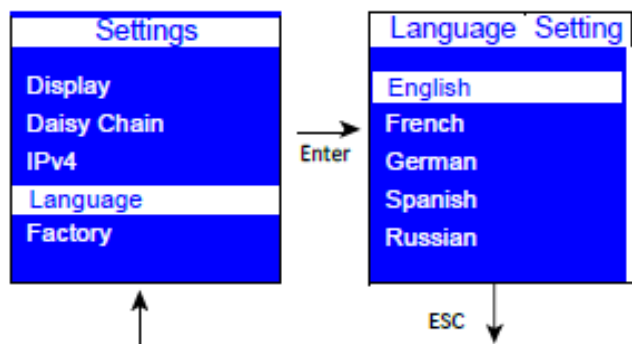 Settings
Display
Daisy Chain
IPv4
Language
Factory
Enter
Language Setting
English
French
German
Spanish
Russian
ESC